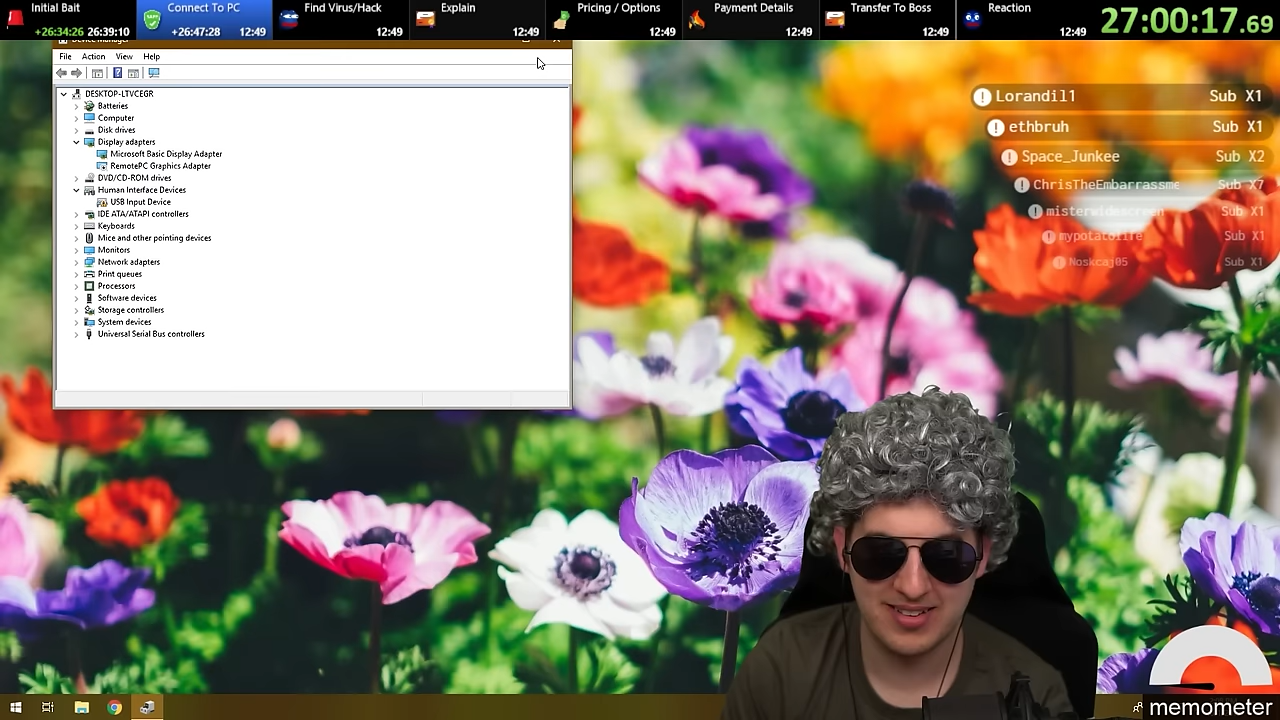 Initial Bait
+26:34:26 26:39:10
Connect To PC
+26:47:28 12:49
Find Virus/Hack
12:49
Explain
12:49
Pricing / Options
12:49
Payment Details
12:49
Transfer To Boss
12:49
Reaction
12:49
27:00:17.69
File Action View Help
DESKTOP-LTVCEGR
Batteries
Computer
Disk drives
Display adapters
Microsoft Basic Display Adapter
RemotePC Graphics Adapter
DVD/CD-ROM drives
Human Interface Devices
USB Input Device
IDE ATA/ATAPI controllers
Keyboards
Mice and other pointing devices
Monitors
Network adapters
Print queues
Processors
Software devices
Storage controllers
System devices
Universal Serial Bus controllers
Lorandil1 Sub X1
ethbruh Sub X1
Space_Junkee Sub X2
ChrisTheEmbarrassme Sub X7
misterwidescreen Sub X1
mypotatolife Sub X1
Noskcaj05 Sub X1
memometer